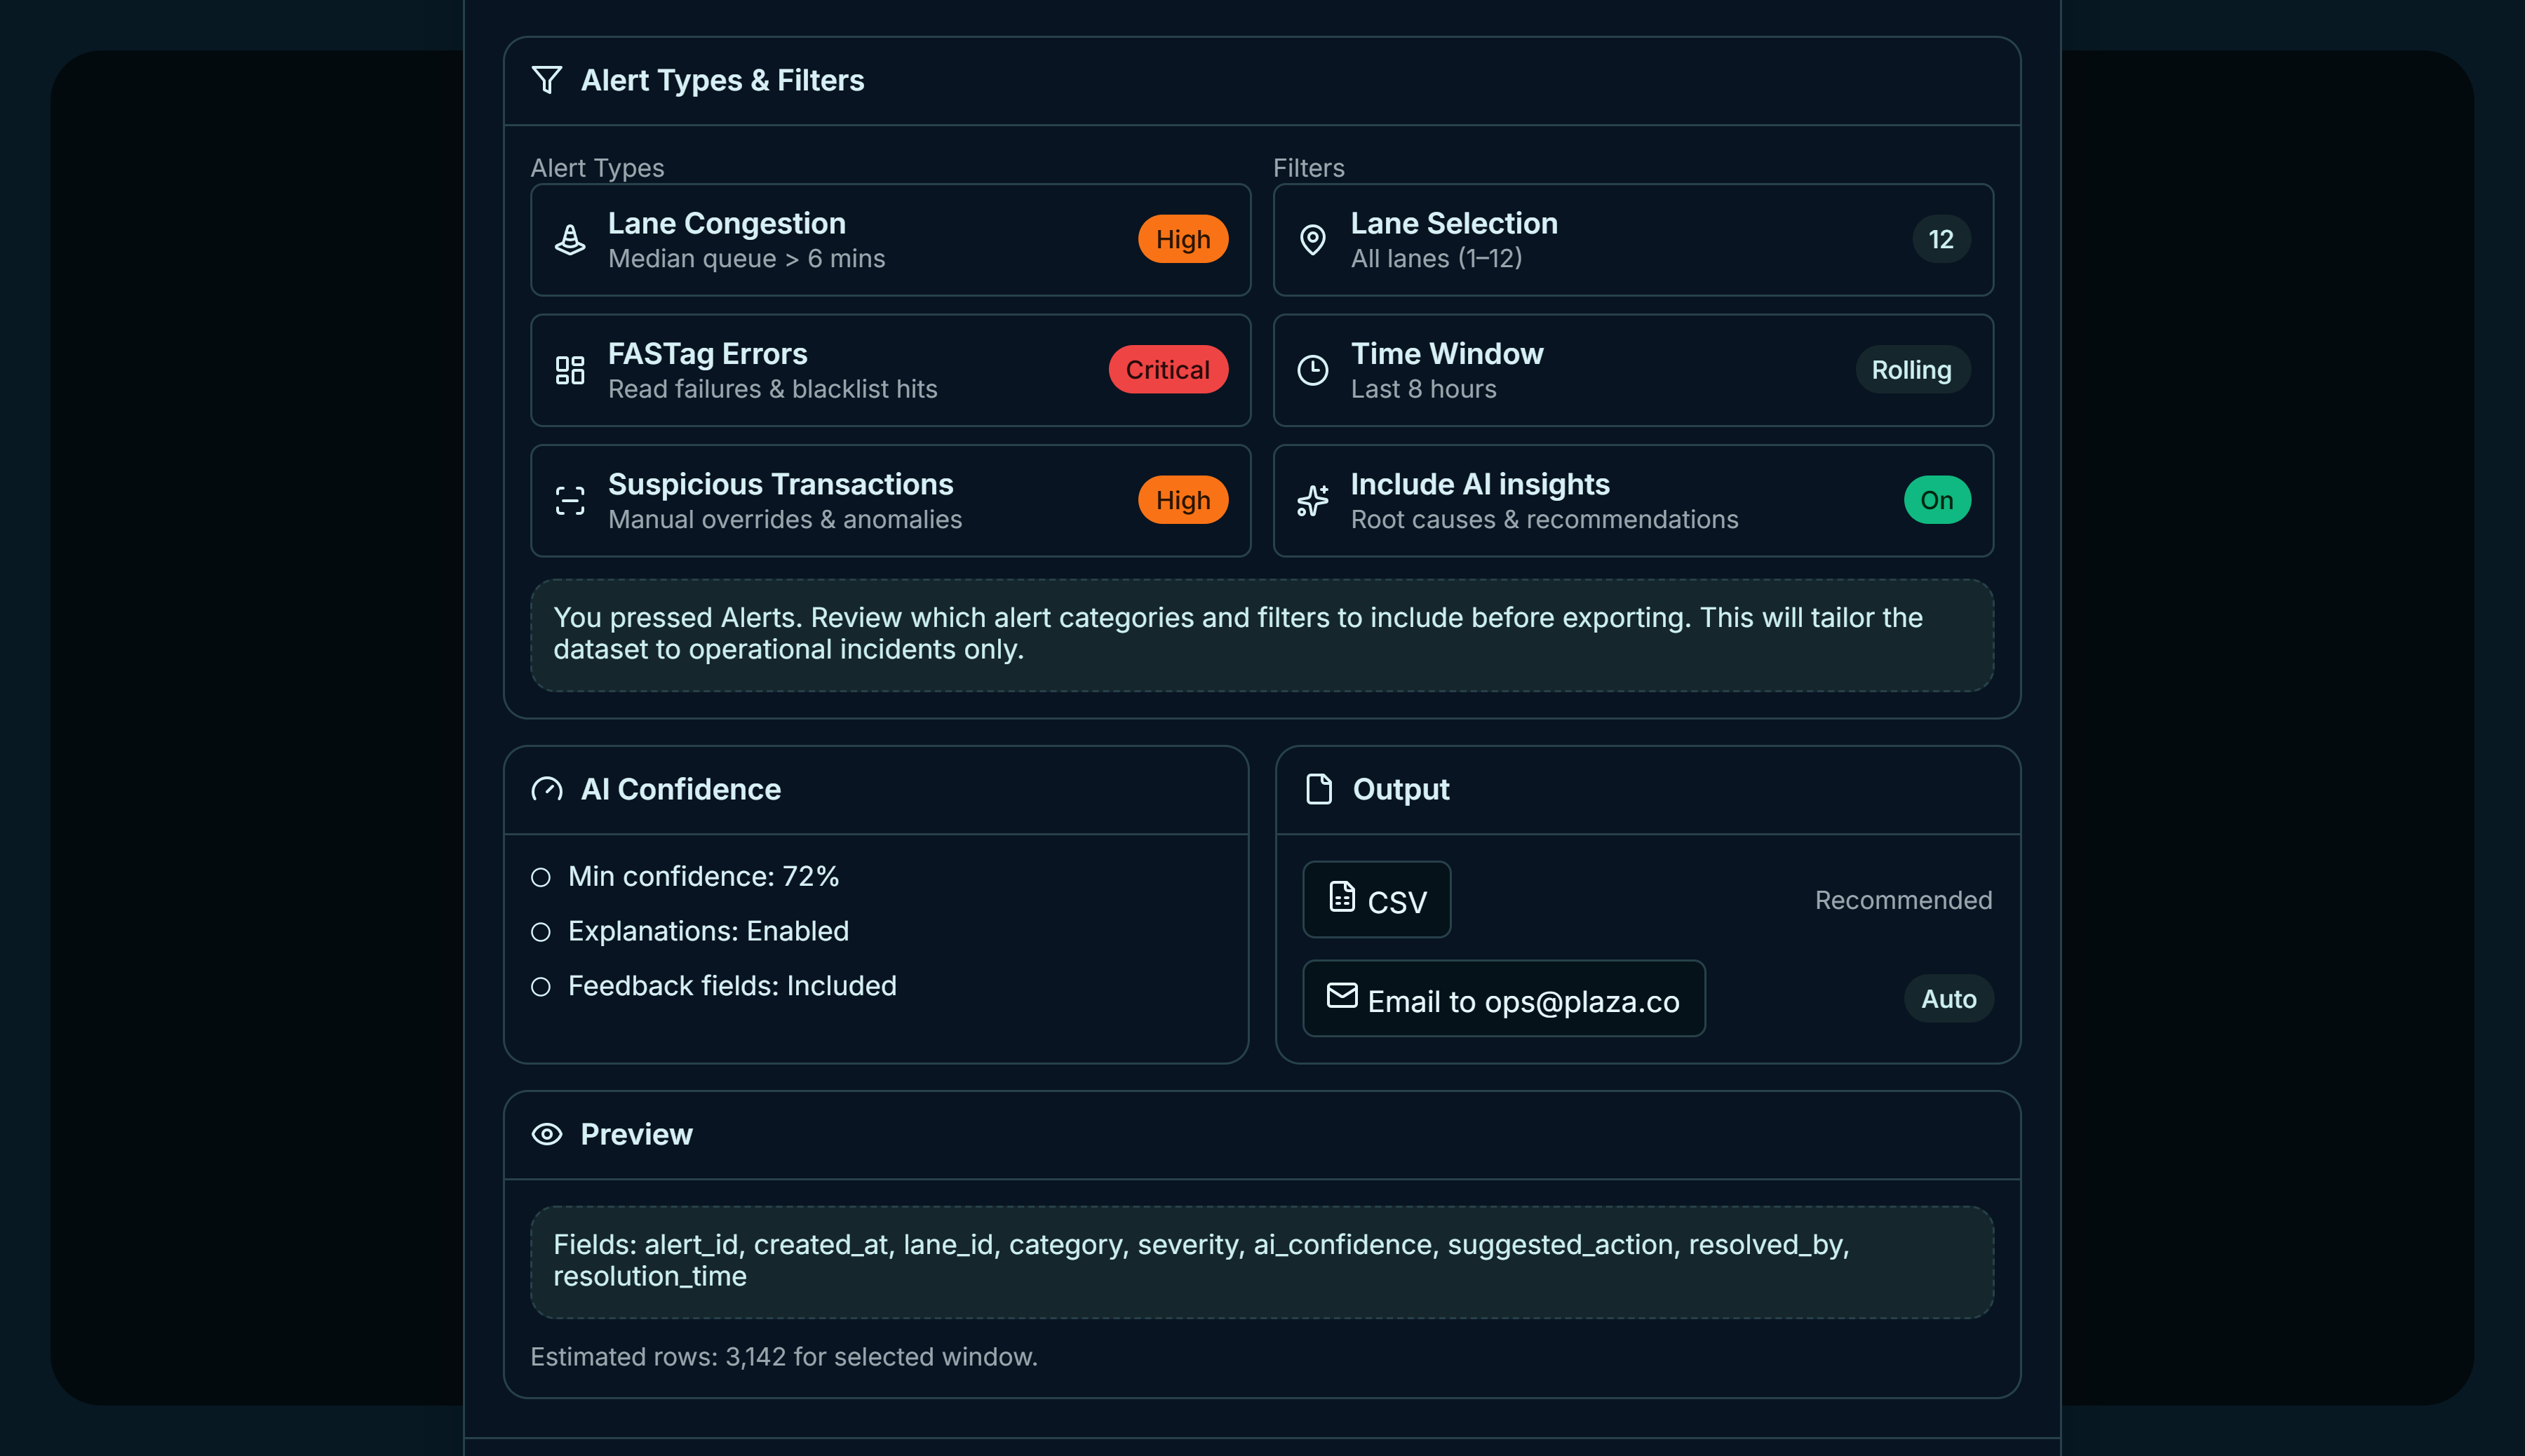 Alert Types & Filters
Alert Types
Lane Congestion
Median queue > 6 mins
High
FASTag Errors
Read failures & blacklist hits
Critical
Suspicious Transactions
Manual overrides & anomalies
High
Filters
Lane Selection
All lanes (1–12)
12
Time Window
Last 8 hours
Rolling
Include AI insights
Root causes & recommendations
On
You pressed Alerts. Review which alert categories and filters to include before exporting. This will tailor the
dataset to operational incidents only.
AI Confidence
Min confidence: 72%
Explanations: Enabled
Feedback fields: Included
Output
CSV
Recommended
Email to ops@plaza.co
Auto
Preview
Fields: alert_id, created_at, lane_id, category, severity, ai_confidence, suggested_action, resolved_by,
resolution_time
Estimated rows: 3,142 for selected window.